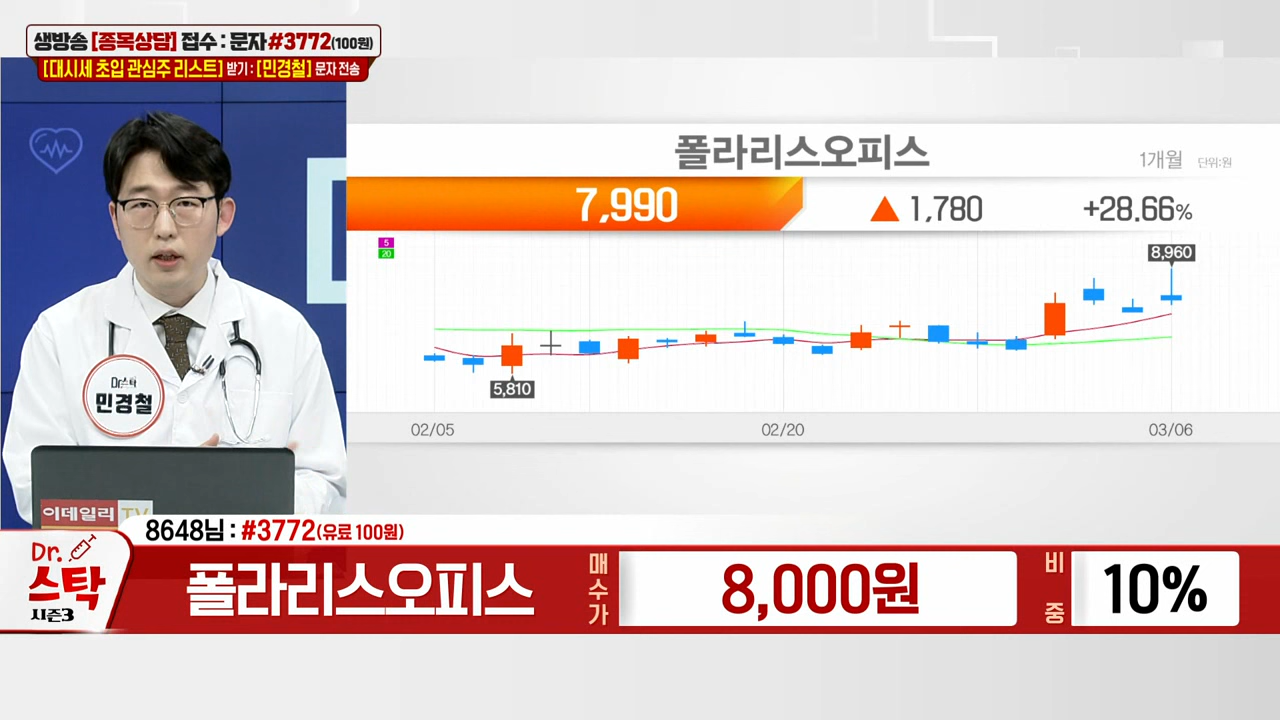 생방송 [종목상담] 접수 : 문자#3772(100원)
[대시세 초입 관심주 리스트] 받기 : [민경철] 문자 전송
폴라리스오피스
1개월 단위:원
7,990 ▲ 1,780 +28.66%
5
20
8,960
5,810
02/05 02/20 03/06
Dr.스탁
민경철
이데일리 TV
8648님 : #3772(유료 100원)
Dr.
스탁
시즌3
폴라리스오피스 매수가 8,000원 비중 10%